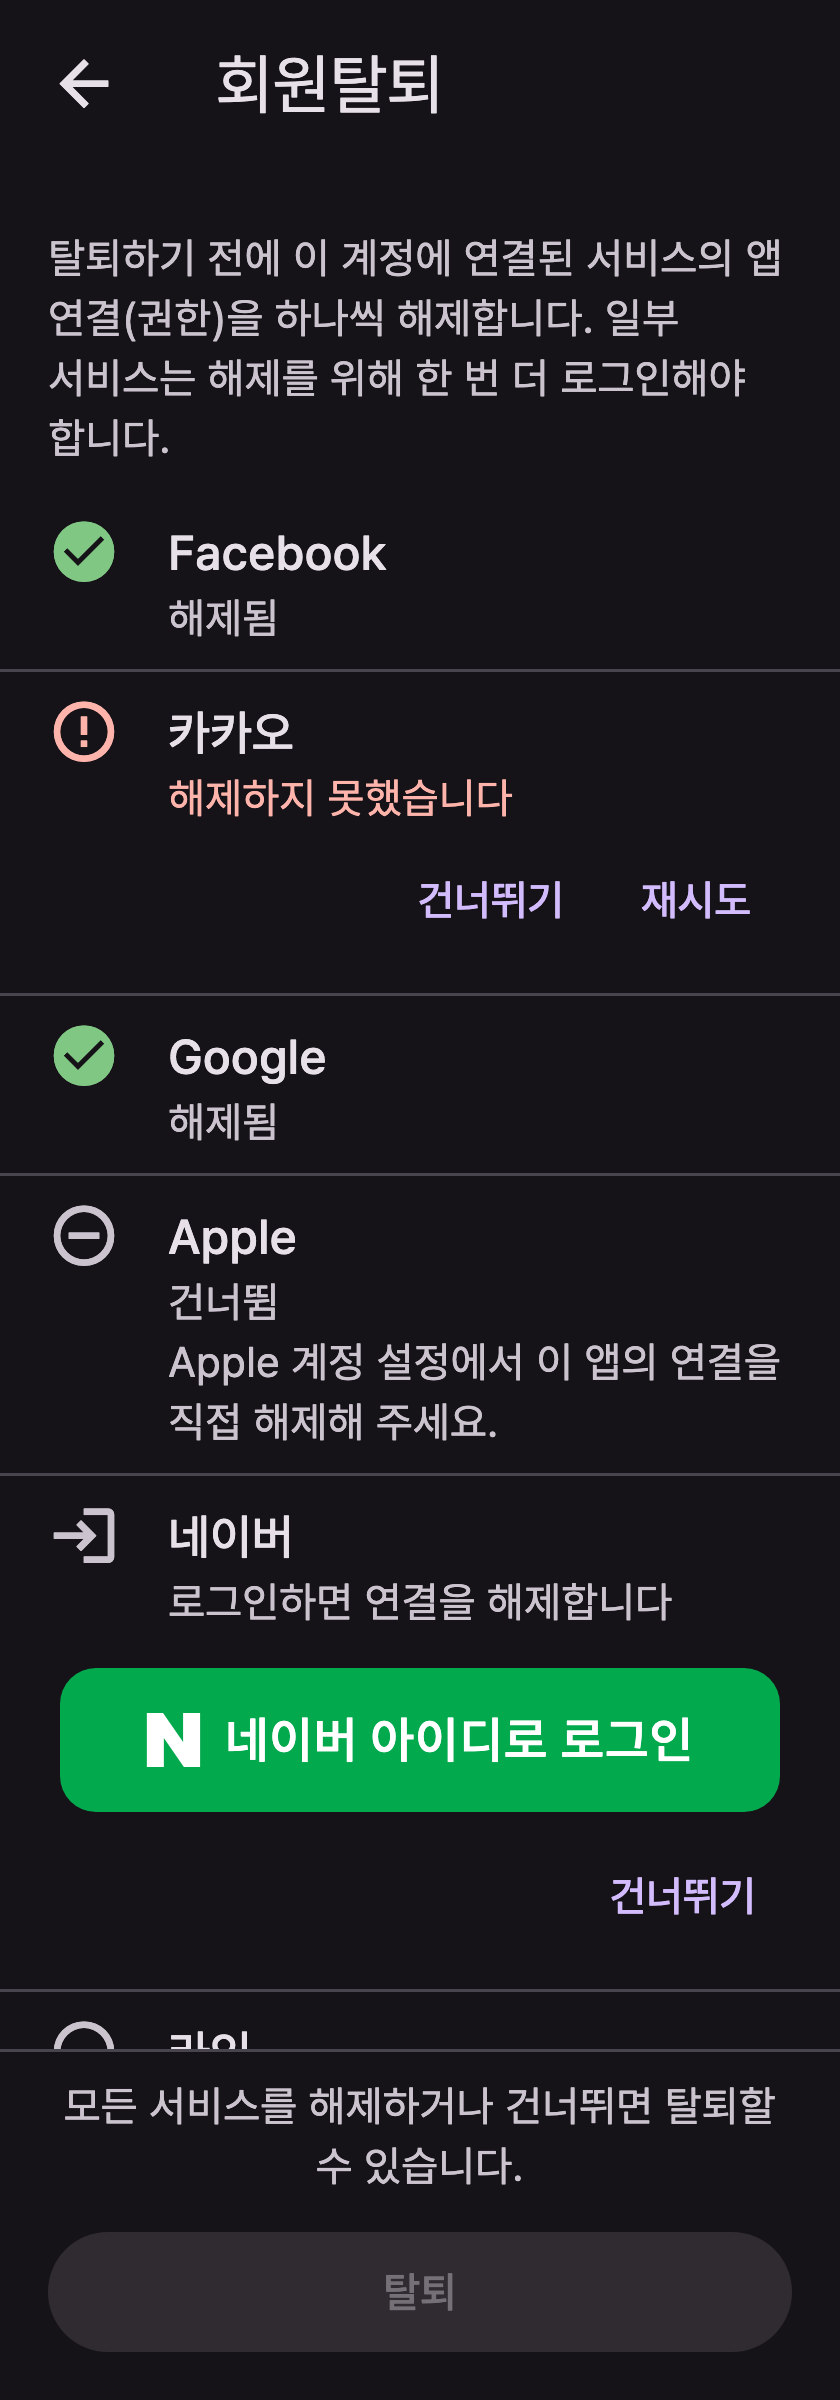 회원탈퇴
탈퇴하기 전에 이 계정에 연결된 서비스의 앱
연결(권한)을 하나씩 해제합니다. 일부
서비스는 해제를 위해 한 번 더 로그인해야
합니다.
Facebook
해제됨
카카오
해제하지 못했습니다
건너뛰기 재시도
Google
해제됨
Apple
건너뜀
Apple 계정 설정에서 이 앱의 연결을
직접 해제해 주세요.
네이버
로그인하면 연결을 해제합니다
N 네이버 아이디로 로그인
건너뛰기
모든 서비스를 해제하거나 건너뛰면 탈퇴할
수 있습니다.
탈퇴